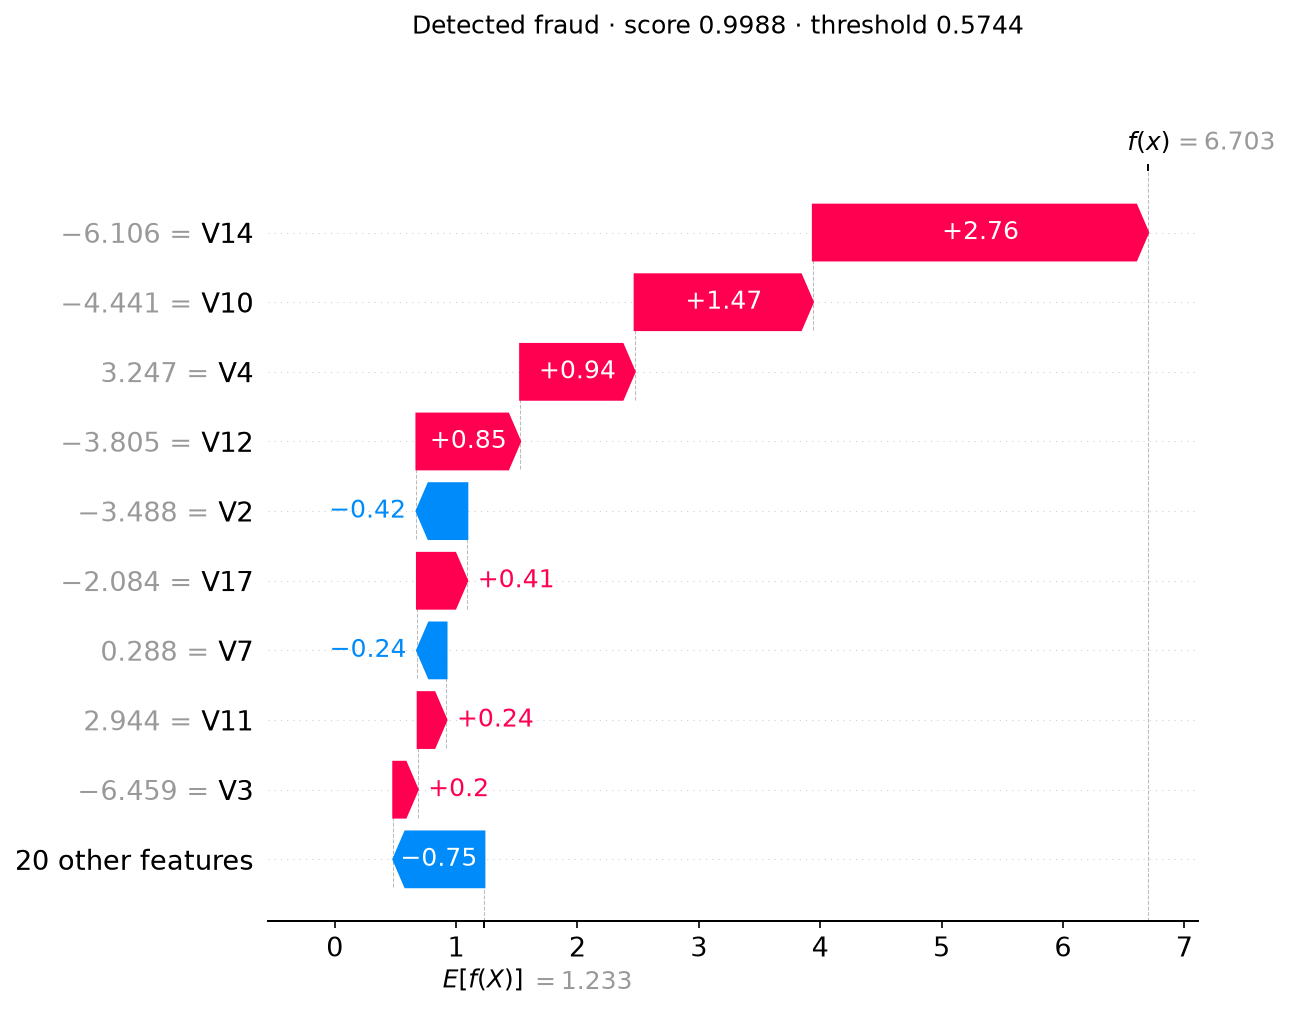 Detected fraud · score 0.9988 · threshold 0.5744
f(x) = 6.703
−6.106 = V14 +2.76
−4.441 = V10 +1.47
3.247 = V4 +0.94
−3.805 = V12 +0.85
−3.488 = V2 −0.42
−2.084 = V17 +0.41
0.288 = V7 −0.24
2.944 = V11 +0.24
−6.459 = V3 +0.2
20 other features −0.75
0 1 2 3 4 5 6 7
E[f(X)] = 1.233